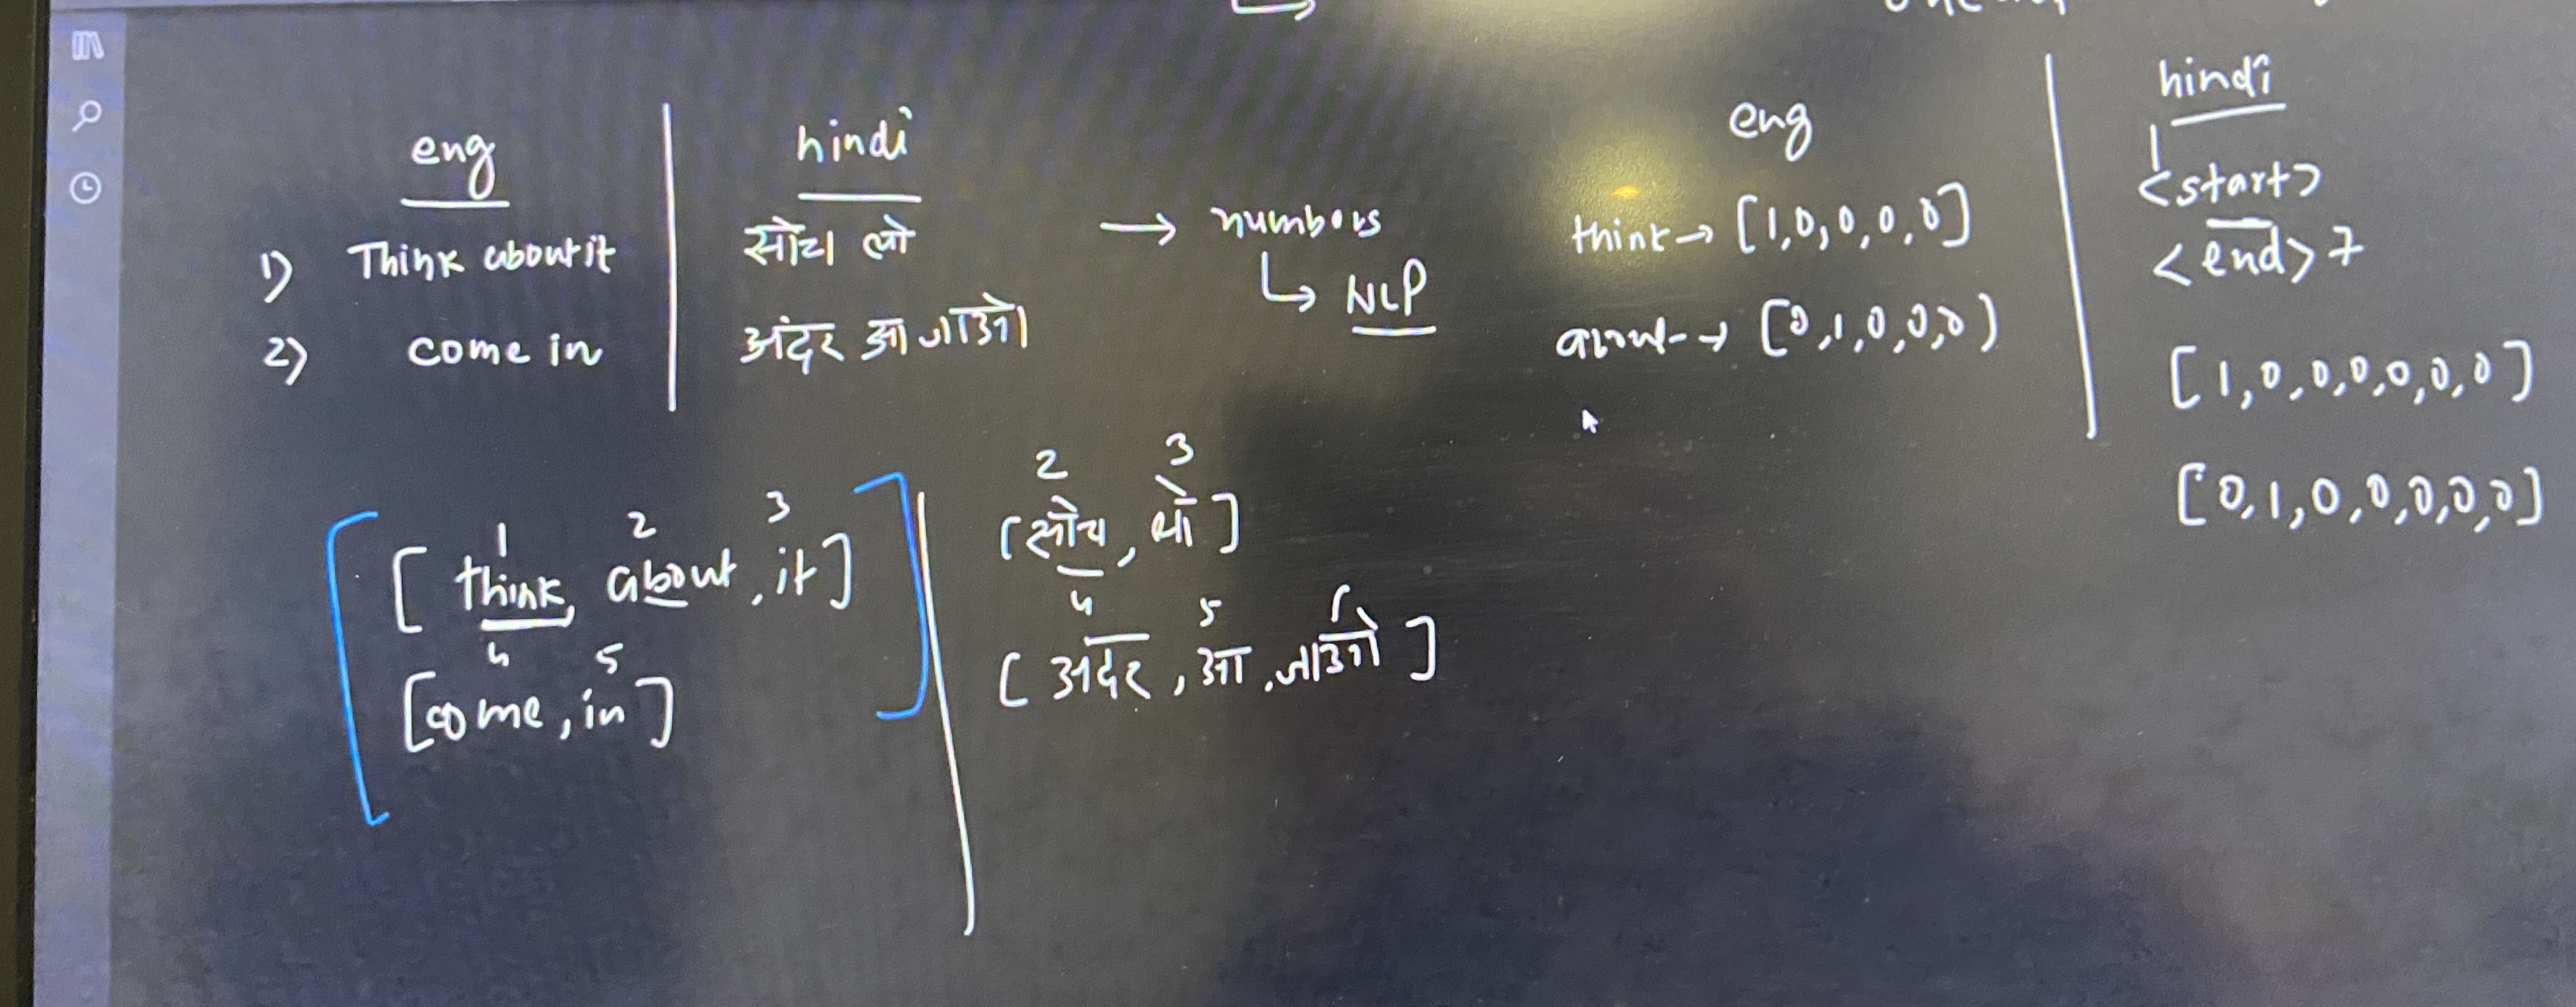 eng | hindi
1) Think about it | सोच लो → numbers
↳ NLP
2) come in | अंदर आ जाओ
eng
think → [1,0,0,0,0]
about → [0,1,0,0,0)
hindi
1
<start>
<end> 7
[1,0,0,0,0,0,0]
[0,1,0,0,0,0,0]
1 2 3
[think, about, it]
4 5
[come, in]
2 3
[सोच, लो]
4 5 6
[अंदर, आ, जाओ]